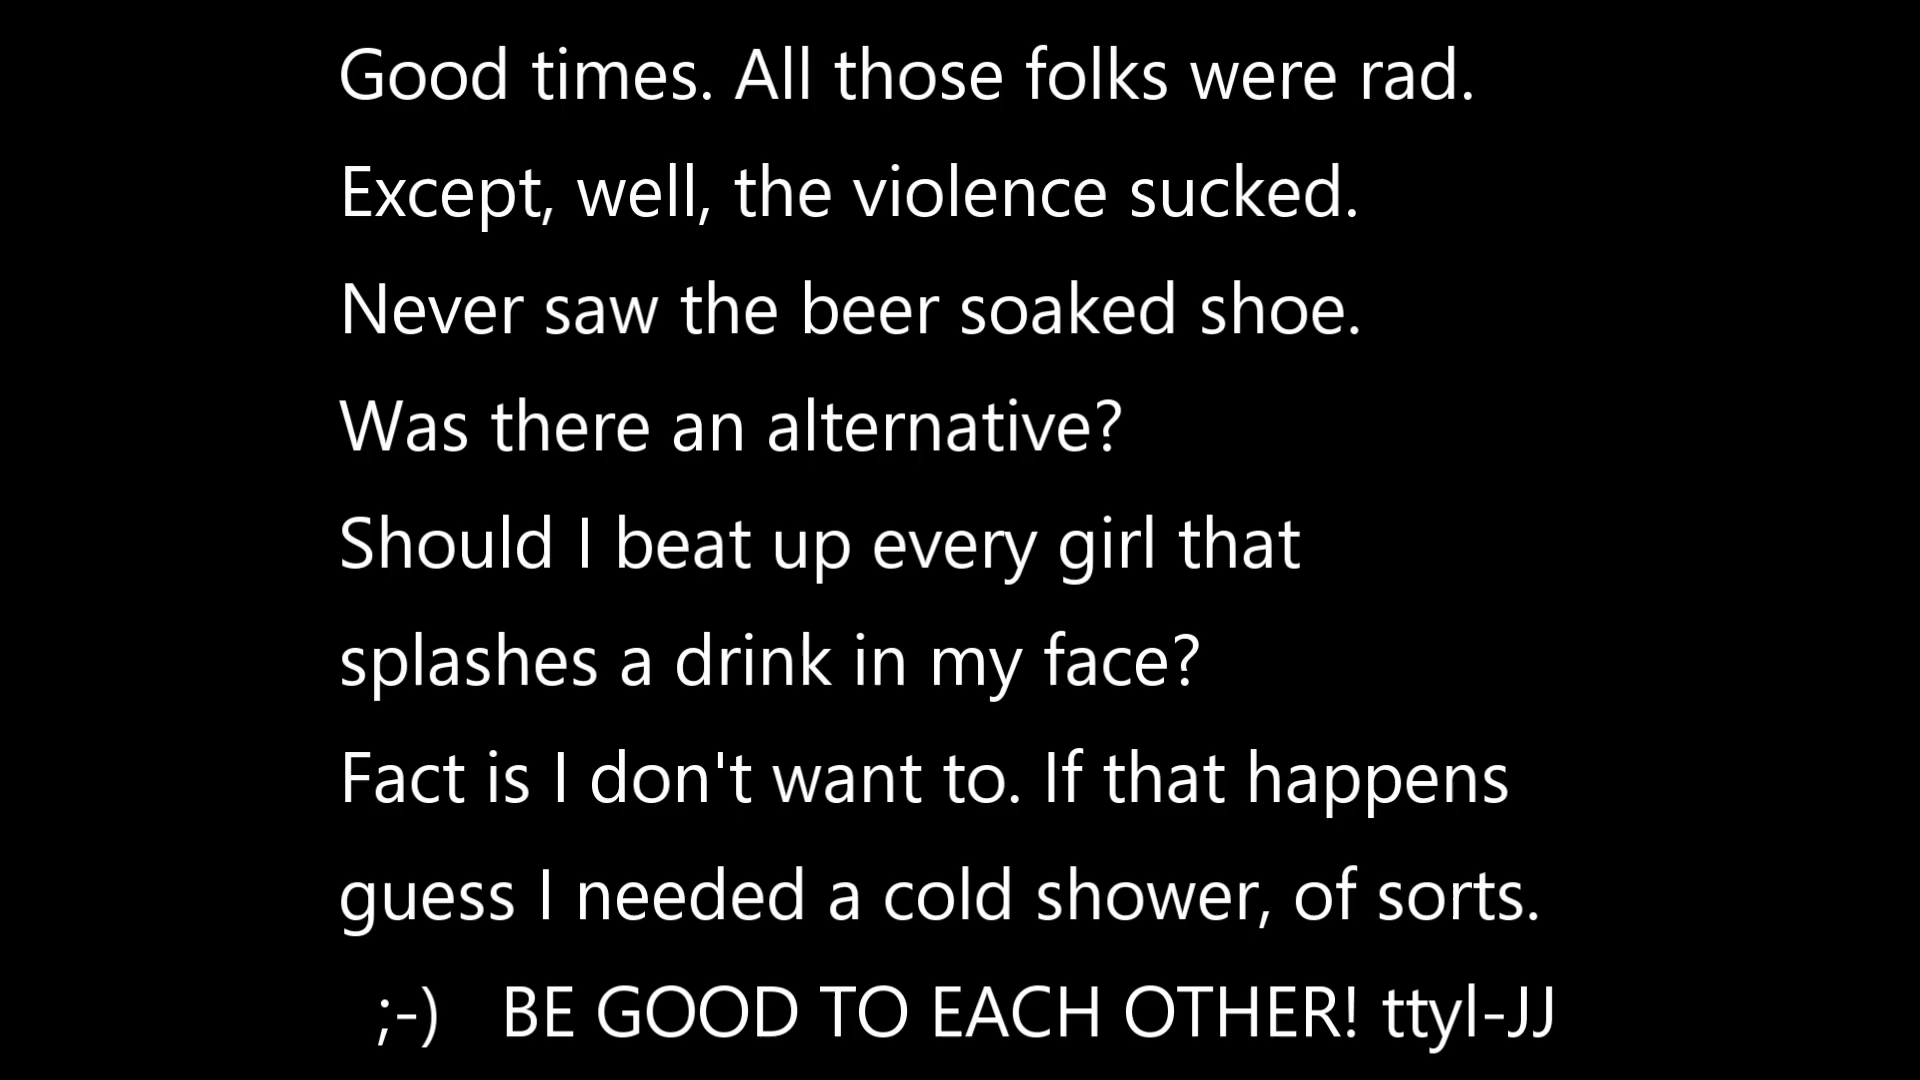 Good times. All those folks were rad.
Except, well, the violence sucked.
Never saw the beer soaked shoe.
Was there an alternative?
Should I beat up every girl that
splashes a drink in my face?
Fact is I don't want to. If that happens
guess I needed a cold shower, of sorts.
;-) BE GOOD TO EACH OTHER! ttyl-JJ